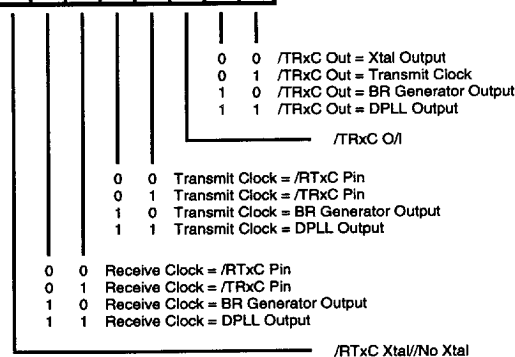 0 0 /TRxC Out = Xtal Output
0 1 /TRxC Out = Transmit Clock
1 0 /TRxC Out = BR Generator Output
1 1 /TRxC Out = DPLL Output
/TRxC O/I
0 0 Transmit Clock = /RTxC Pin
0 1 Transmit Clock = /TRxC Pin
1 0 Transmit Clock = BR Generator Output
1 1 Transmit Clock = DPLL Output
0 0 Receive Clock = /RTxC Pin
0 1 Receive Clock = /TRxC Pin
1 0 Receive Clock = BR Generator Output
1 1 Receive Clock = DPLL Output
/RTxC Xtal//No Xtal